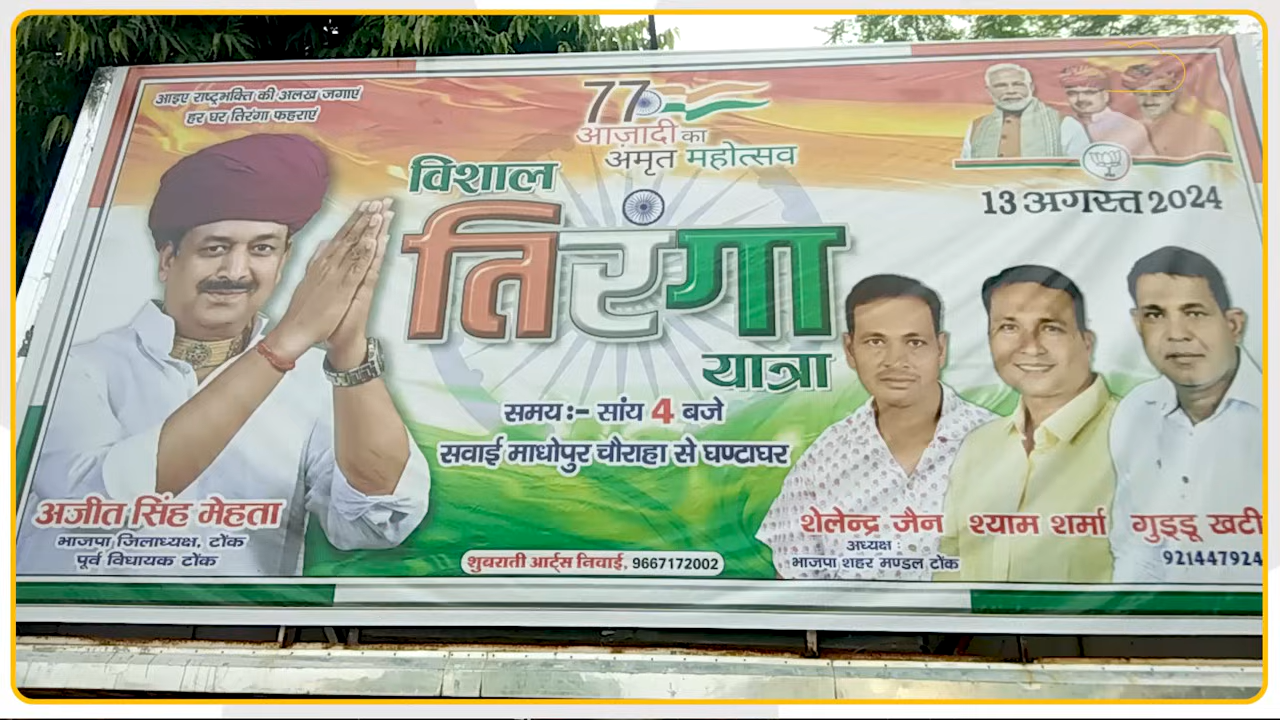 आइए राष्ट्रभक्ति की अलख जगाएं
हर घर तिरंगा फहराएं
77
आज़ादी का
अमृत महोत्सव
13 अगस्त 2024
विशाल
तिरंगा
यात्रा
समय:- सांय 4 बजे
सवाई माधोपुर चौराहा से घण्टाघर
अजीत सिंह मेहता
भाजपा जिलाध्यक्ष, टोंक
पूर्व विधायक टोंक
शैलेन्द्र जैन
अध्यक्ष :
भाजपा शहर मण्डल टोंक
श्याम शर्मा
गुड्डू खटी
921447924
शुबराती आर्ट्स निवाई, 9667172002